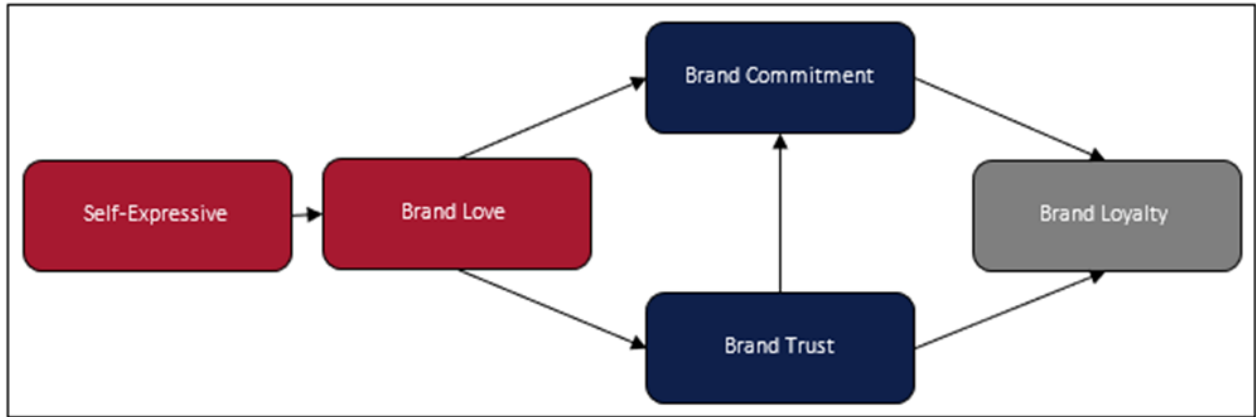 Self-Expressive
Brand Love
Brand Commitment
Brand Trust
Brand Loyalty